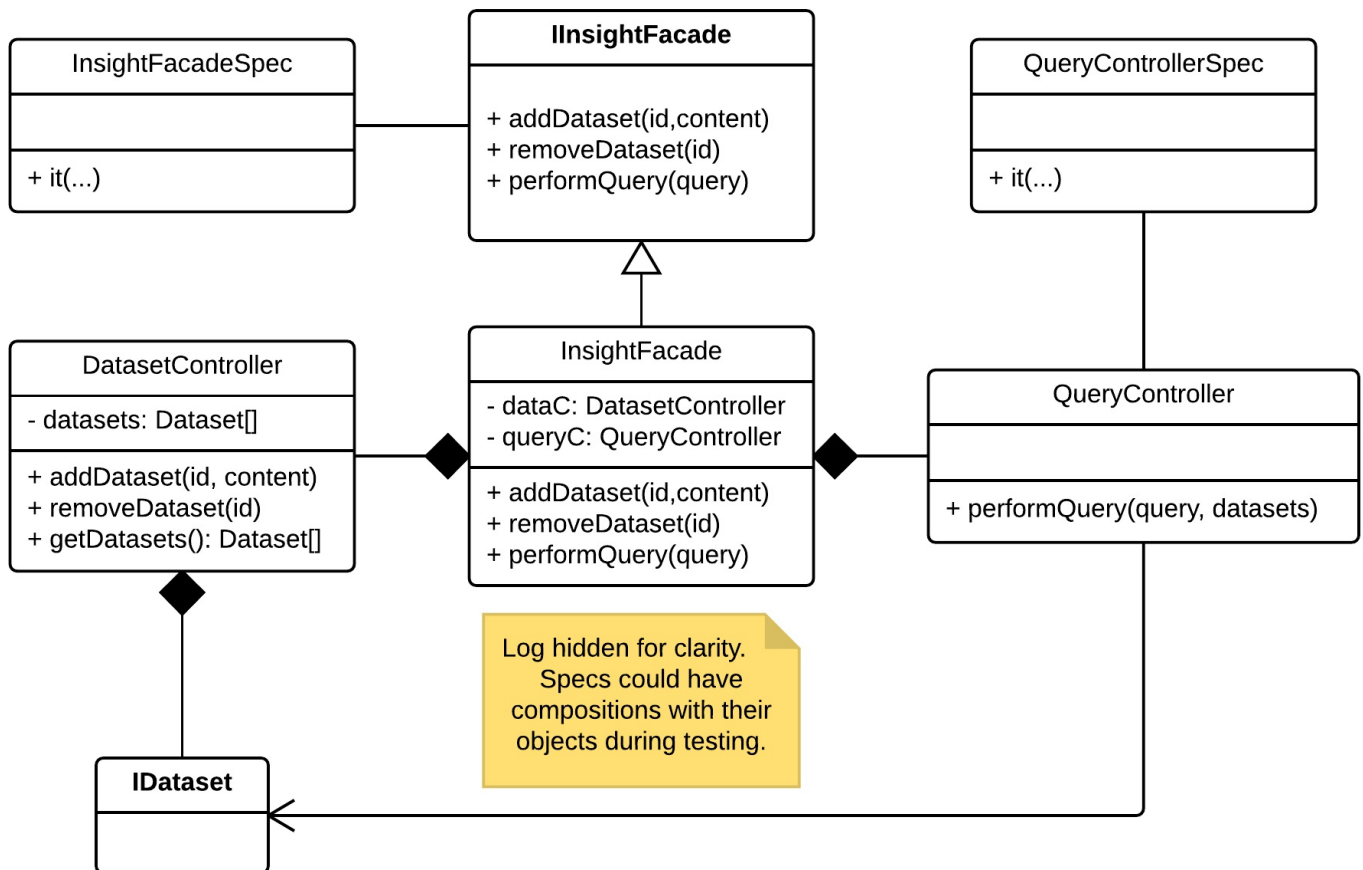 InsightFacadeSpec
+ it(...)
IInsightFacade
+ addDataset(id,content)
+ removeDataset(id)
+ performQuery(query)
QueryControllerSpec
+ it(...)
DatasetController
- datasets: Dataset[]
+ addDataset(id, content)
+ removeDataset(id)
+ getDatasets(): Dataset[]
InsightFacade
- dataC: DatasetController
- queryC: QueryController
+ addDataset(id,content)
+ removeDataset(id)
+ performQuery(query)
QueryController
+ performQuery(query, datasets)
Log hidden for clarity.
Specs could have
compositions with their
objects during testing.
IDataset